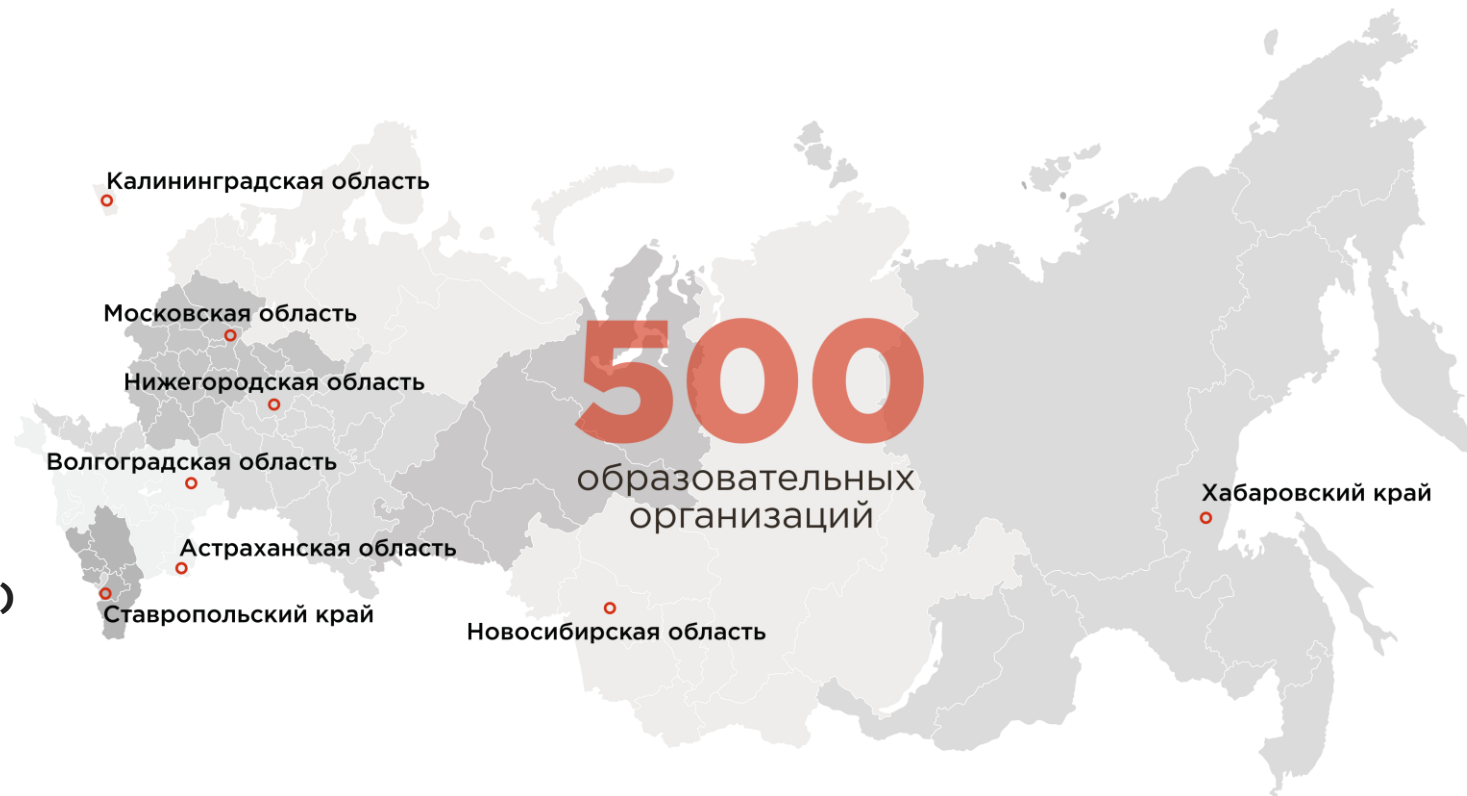 Калининградская область
Московская область
500
Нижегородская область
Волгоградская область
образовательных
организаций
Хабаровский край
Астраханская область
)
Ставропольский край
Новосибирская область